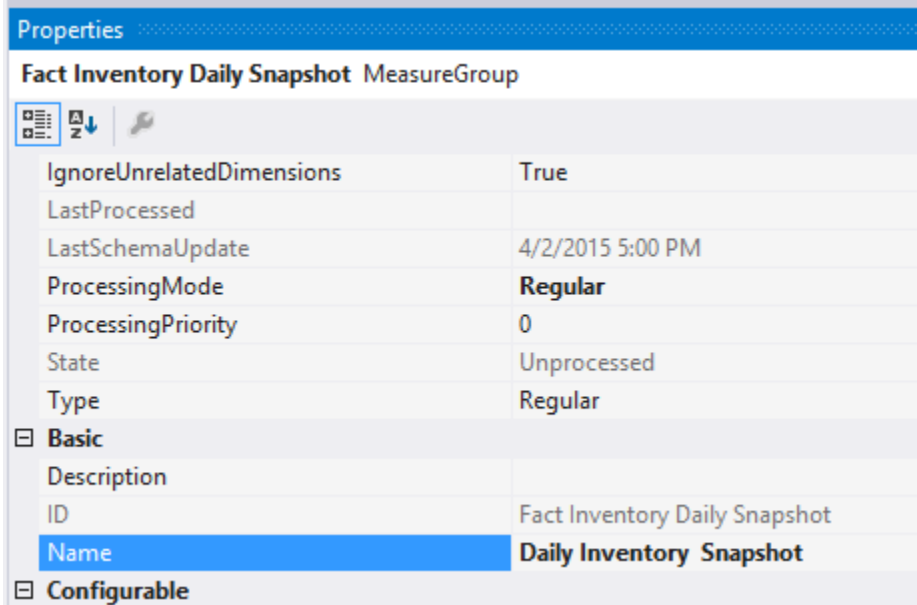 Properties
Fact Inventory Daily Snapshot MeasureGroup
IgnoreUnrelatedDimensions True
LastProcessed
LastSchemaUpdate 4/2/2015 5:00 PM
ProcessingMode Regular
ProcessingPriority 0
State Unprocessed
Type Regular
Basic
Description
ID Fact Inventory Daily Snapshot
Name Daily Inventory  Snapshot
Configurable